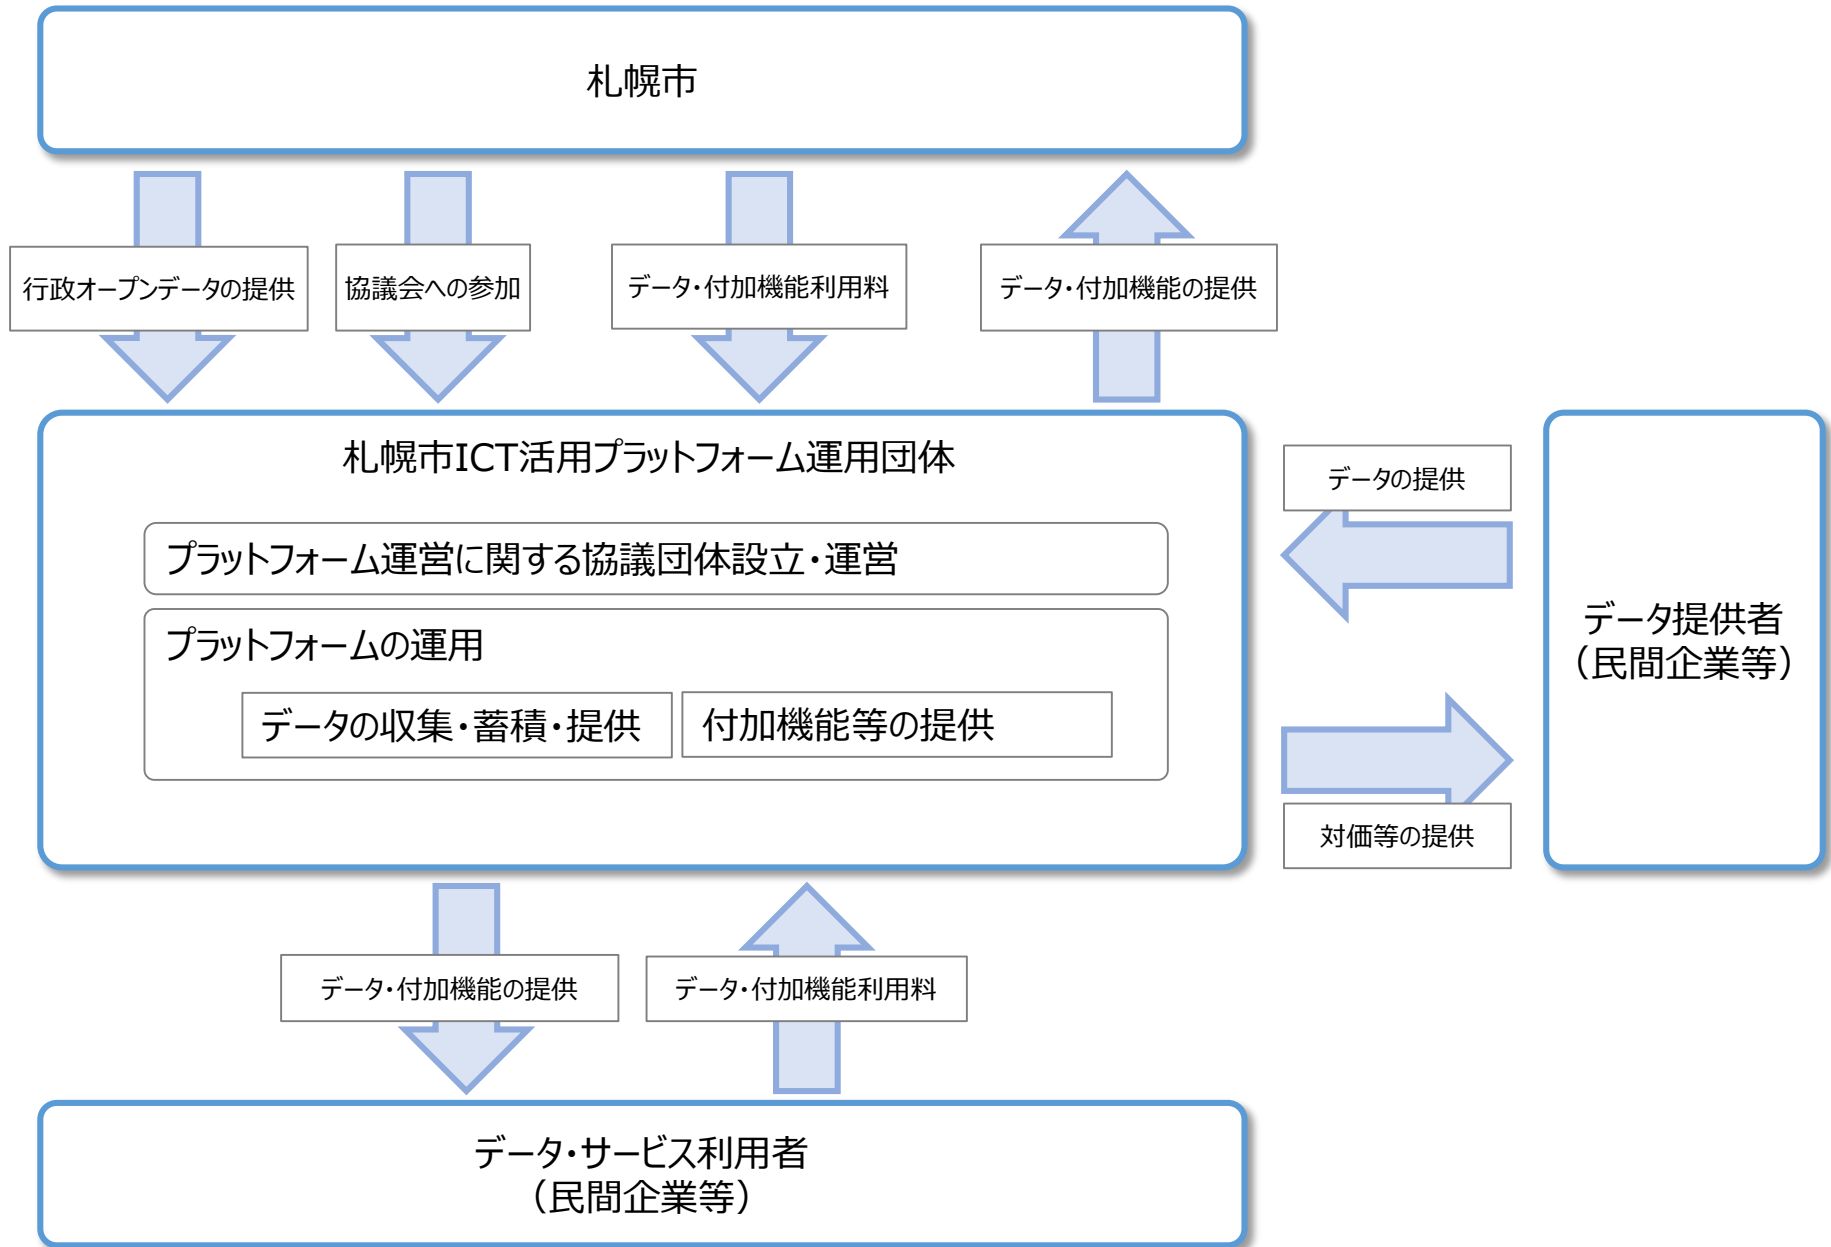 札幌市
行政オープンデータの提供
協議会への参加
データ・付加機能利用料
データ・付加機能の提供
札幌市ICT活用プラットフォーム運用団体
プラットフォーム運営に関する協議団体設立・運営
プラットフォームの運用
データの収集・蓄積・提供
付加機能等の提供
データの提供
対価等の提供
データ提供者
（民間企業等）
データ・付加機能の提供
データ・付加機能利用料
データ・サービス利用者
（民間企業等）